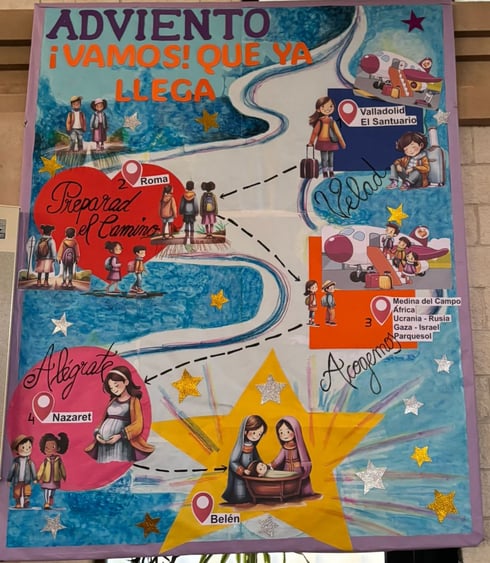 ADVIENTO
¡VAMOS! QUE YA
LLEGA
Valladolid
El Santuario
Velad
2
Roma
Preparad
el Camino
Medina del Campo
África
Ucrania - Rusia
Gaza - Israel
Parquesol
3
Acogemos
Alégrate
4
Nazaret
Belén